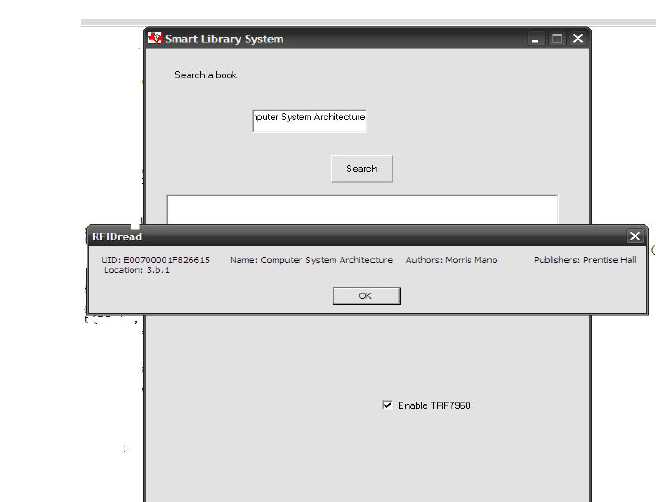 Smart Library System
Search a book
puter System Architecture
Search
RFIDread
UID: E00700001F826615 Name: Computer System Architecture Authors: Morris Mano Publishers: Prentise Hall
Location: 3.b.1
OK
Enable TRF7960